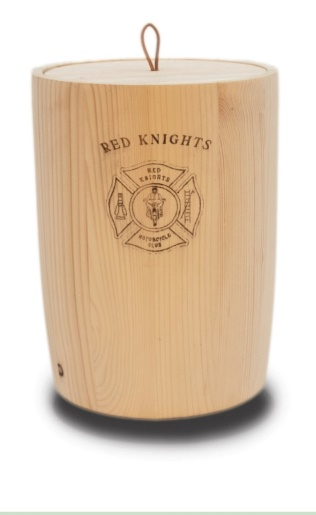 RED KNIGHTS
RED
KNIGHTS
MOTORCYCLE
CLUB